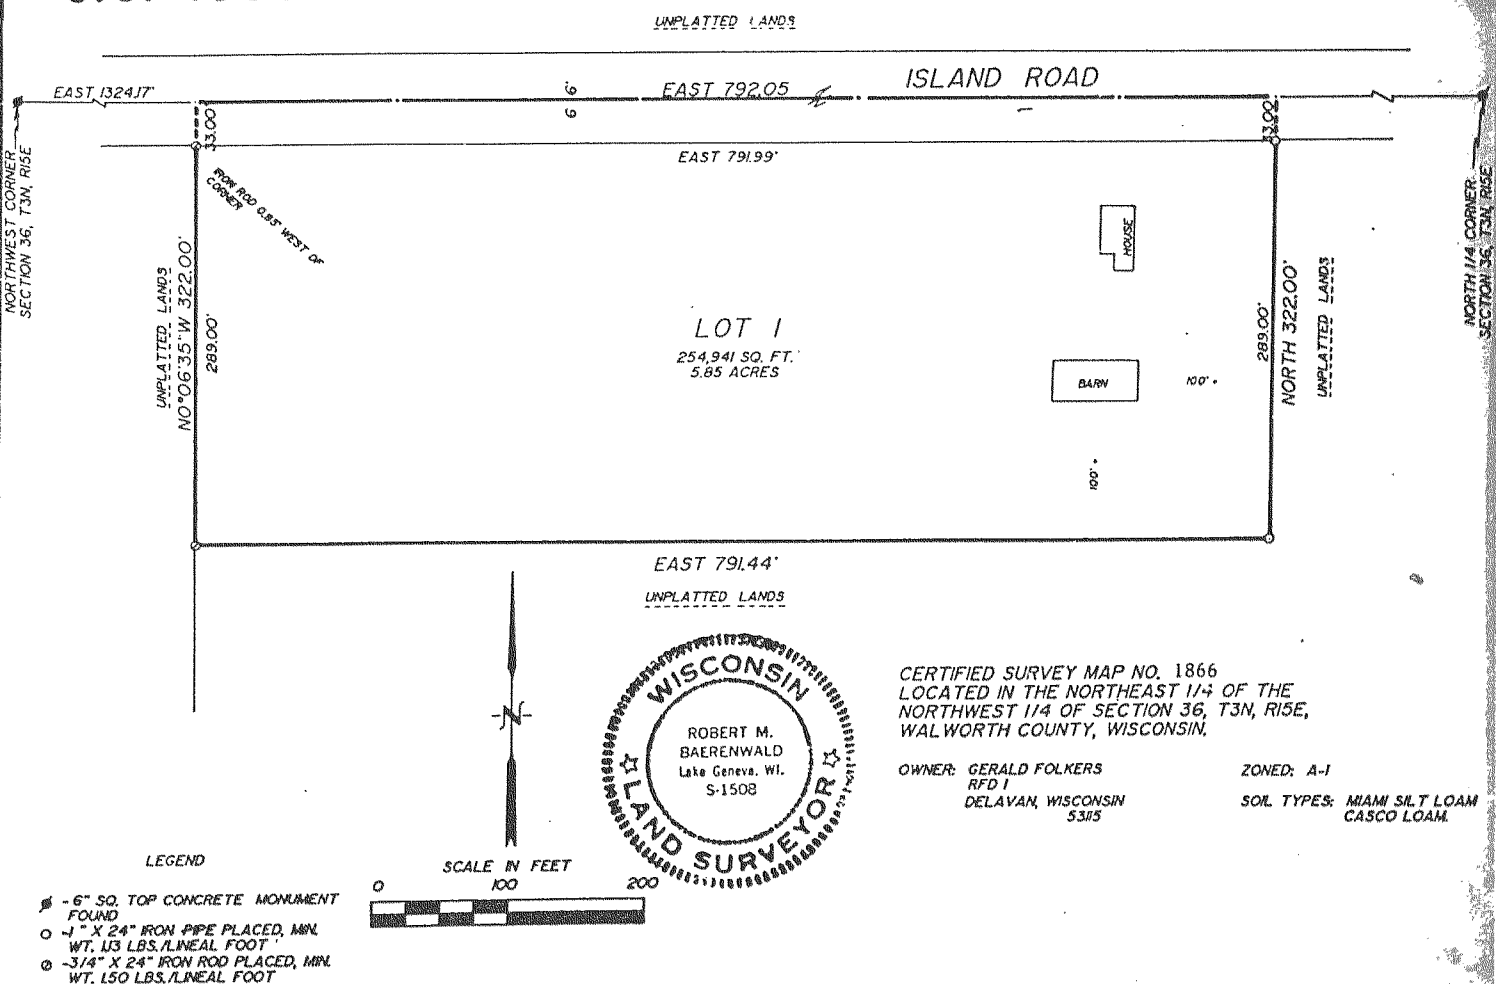 UNPLATTED LANDS
ISLAND ROAD
EAST 1324.17'
66'
EAST 792.05
33.00
33.00
EAST 791.99'
NORTHWEST CORNER
SECTION 36, T3N, R15E
IRON ROD 0.83' WEST OF
CORNER
HOUSE
NORTH 1/4 CORNER
SECTION 36, T3N, R15E
UNPLATTED LANDS
N0°06'35"W 322.00'
289.00'
LOT 1
254,941 SQ. FT.
5.85 ACRES
BARN
100'
100'
289.00'
NORTH 322.00'
UNPLATTED LANDS
EAST 791.44'
UNPLATTED LANDS
N
WISCONSIN
LAND SURVEYOR
ROBERT M.
BAERENWALD
Lake Geneva, WI.
S-1508
CERTIFIED SURVEY MAP NO. 1866
LOCATED IN THE NORTHEAST 1/4 OF THE
NORTHWEST 1/4 OF SECTION 36, T3N, R15E,
WALWORTH COUNTY, WISCONSIN.
OWNER: GERALD FOLKERS
RFD 1
DELAVAN, WISCONSIN
53115
ZONED: A-1
SOIL TYPES: MIAMI SILT LOAM
CASCO LOAM.
LEGEND
- 6" SQ. TOP CONCRETE MONUMENT
FOUND
-1" X 24" IRON PIPE PLACED, MIN.
WT. 1.13 LBS./LINEAL FOOT
-3/4" X 24" IRON ROD PLACED, MIN.
WT. 1.50 LBS./LINEAL FOOT
SCALE IN FEET
0 100 200